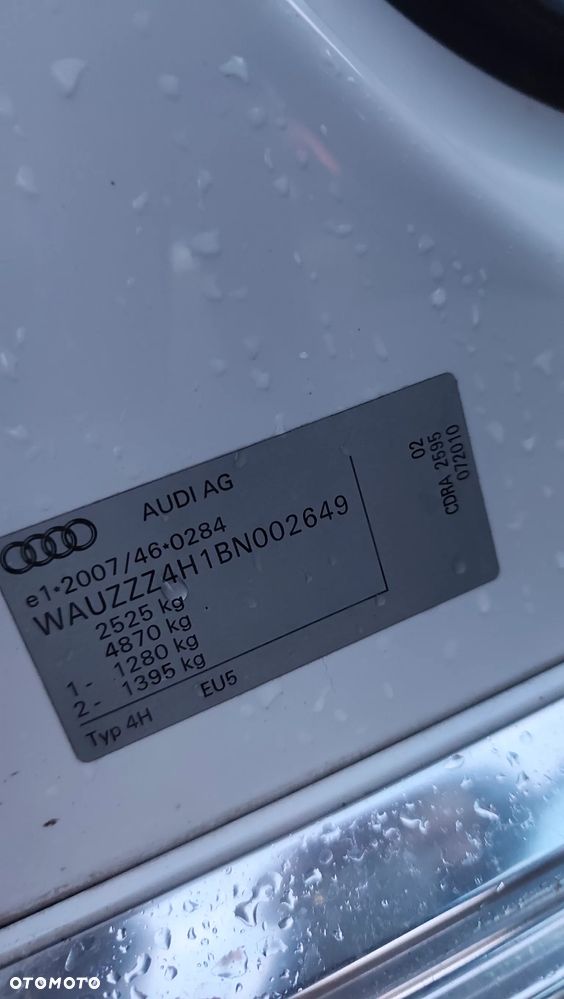 AUDI AG
e1*2007/46*0284
WAUZZZ4H1BN002649
2525 kg
4870 kg
1- 1280 kg
2- 1395 kg
Typ 4H EU5
02
CDRA 2595
072010
OTOMOTO